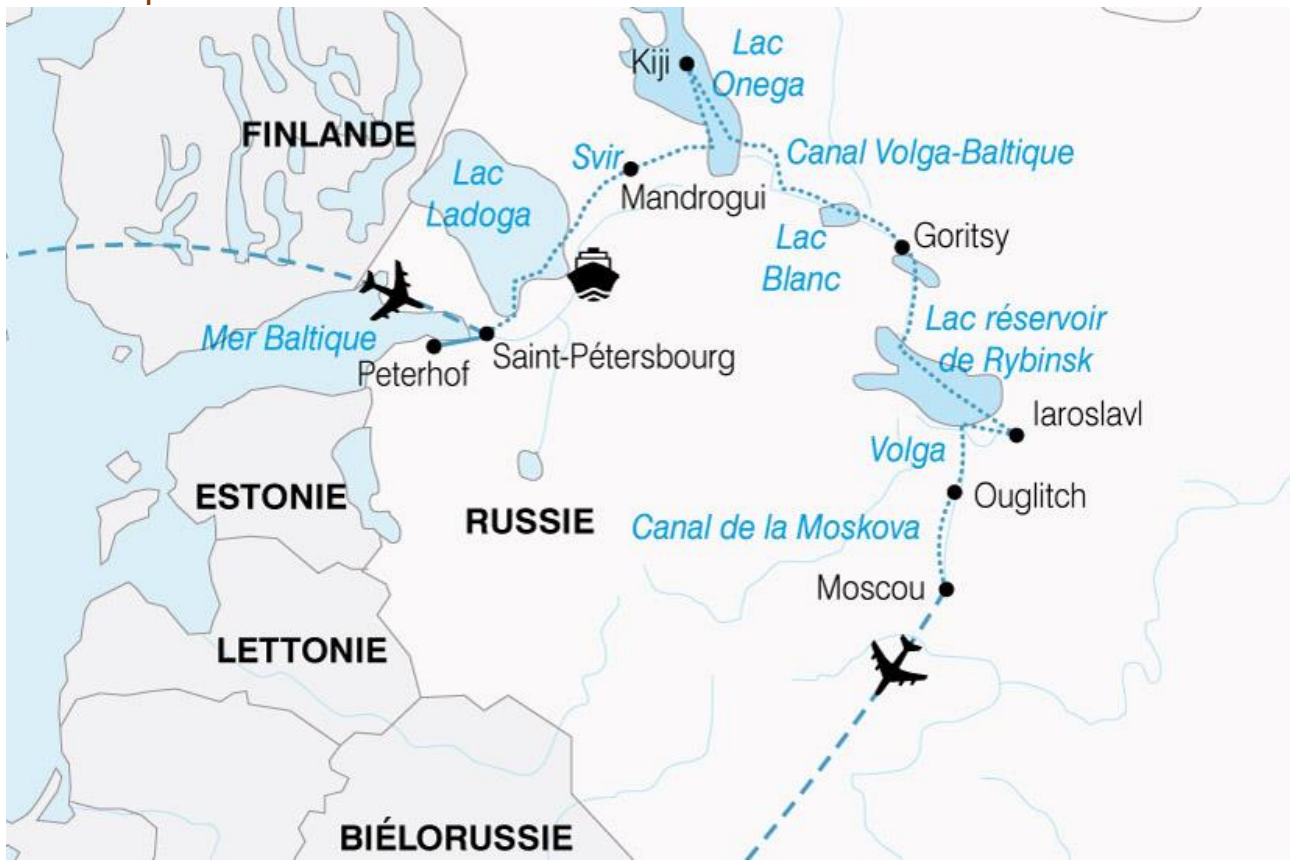 Kiji
Lac
Onega
FINLANDE
Lac
Ladoga
Svir
Mandrogui
Canal Volga-Baltique
Lac
Blanc
Goritsy
Mer Baltique
Peterhof
Saint-Pétersbourg
Lac réservoir
de Rybinsk
Iaroslavl
Volga
ESTONIE
RUSSIE
Ouglitch
Canal de la Moskova
Moscou
LETTONIE
BIÉLORUSSIE